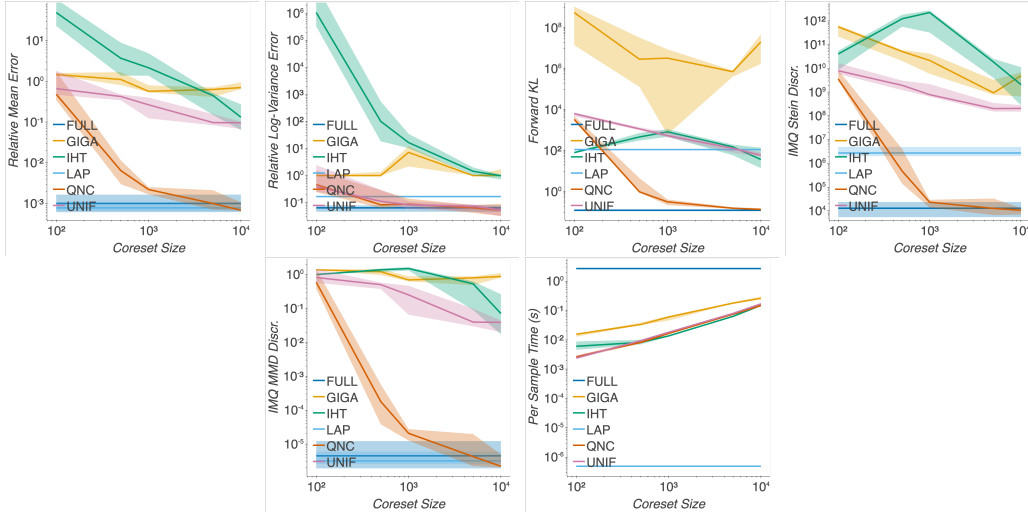 Relative Mean Error
10¹
10⁰
10⁻¹
10⁻²
10⁻³
FULL
GIGA
IHT
LAP
QNC
UNIF
10² 10³ 10⁴
Coreset Size
Relative Log-Variance Error
10⁶
10⁵
10⁴
10³
10²
10¹
10⁰
10⁻¹
FULL
GIGA
IHT
LAP
QNC
UNIF
10² 10³ 10⁴
Coreset Size
Forward KL
10⁸
10⁶
10⁴
10²
10⁰
FULL
GIGA
IHT
LAP
QNC
UNIF
10² 10³ 10⁴
Coreset Size
IMQ Stein Discr.
10¹²
10¹¹
10¹⁰
10⁹
10⁸
10⁷
10⁶
10⁵
10⁴
FULL
GIGA
IHT
LAP
QNC
UNIF
10² 10³ 10⁴
Coreset Size
IMQ MMD Discr.
10⁰
10⁻¹
10⁻²
10⁻³
10⁻⁴
10⁻⁵
FULL
GIGA
IHT
LAP
QNC
UNIF
10² 10³ 10⁴
Coreset Size
Per Sample Time (s)
10⁰
10⁻¹
10⁻²
10⁻³
10⁻⁴
10⁻⁵
10⁻⁶
FULL
GIGA
IHT
LAP
QNC
UNIF
10² 10³ 10⁴
Coreset Size